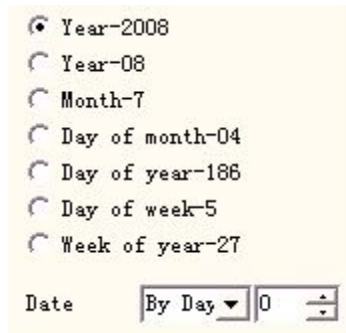 Year-2008
Year-08
Month-7
Day of month-04
Day of year-186
Day of week-5
Week of year-27
Date By Day 0